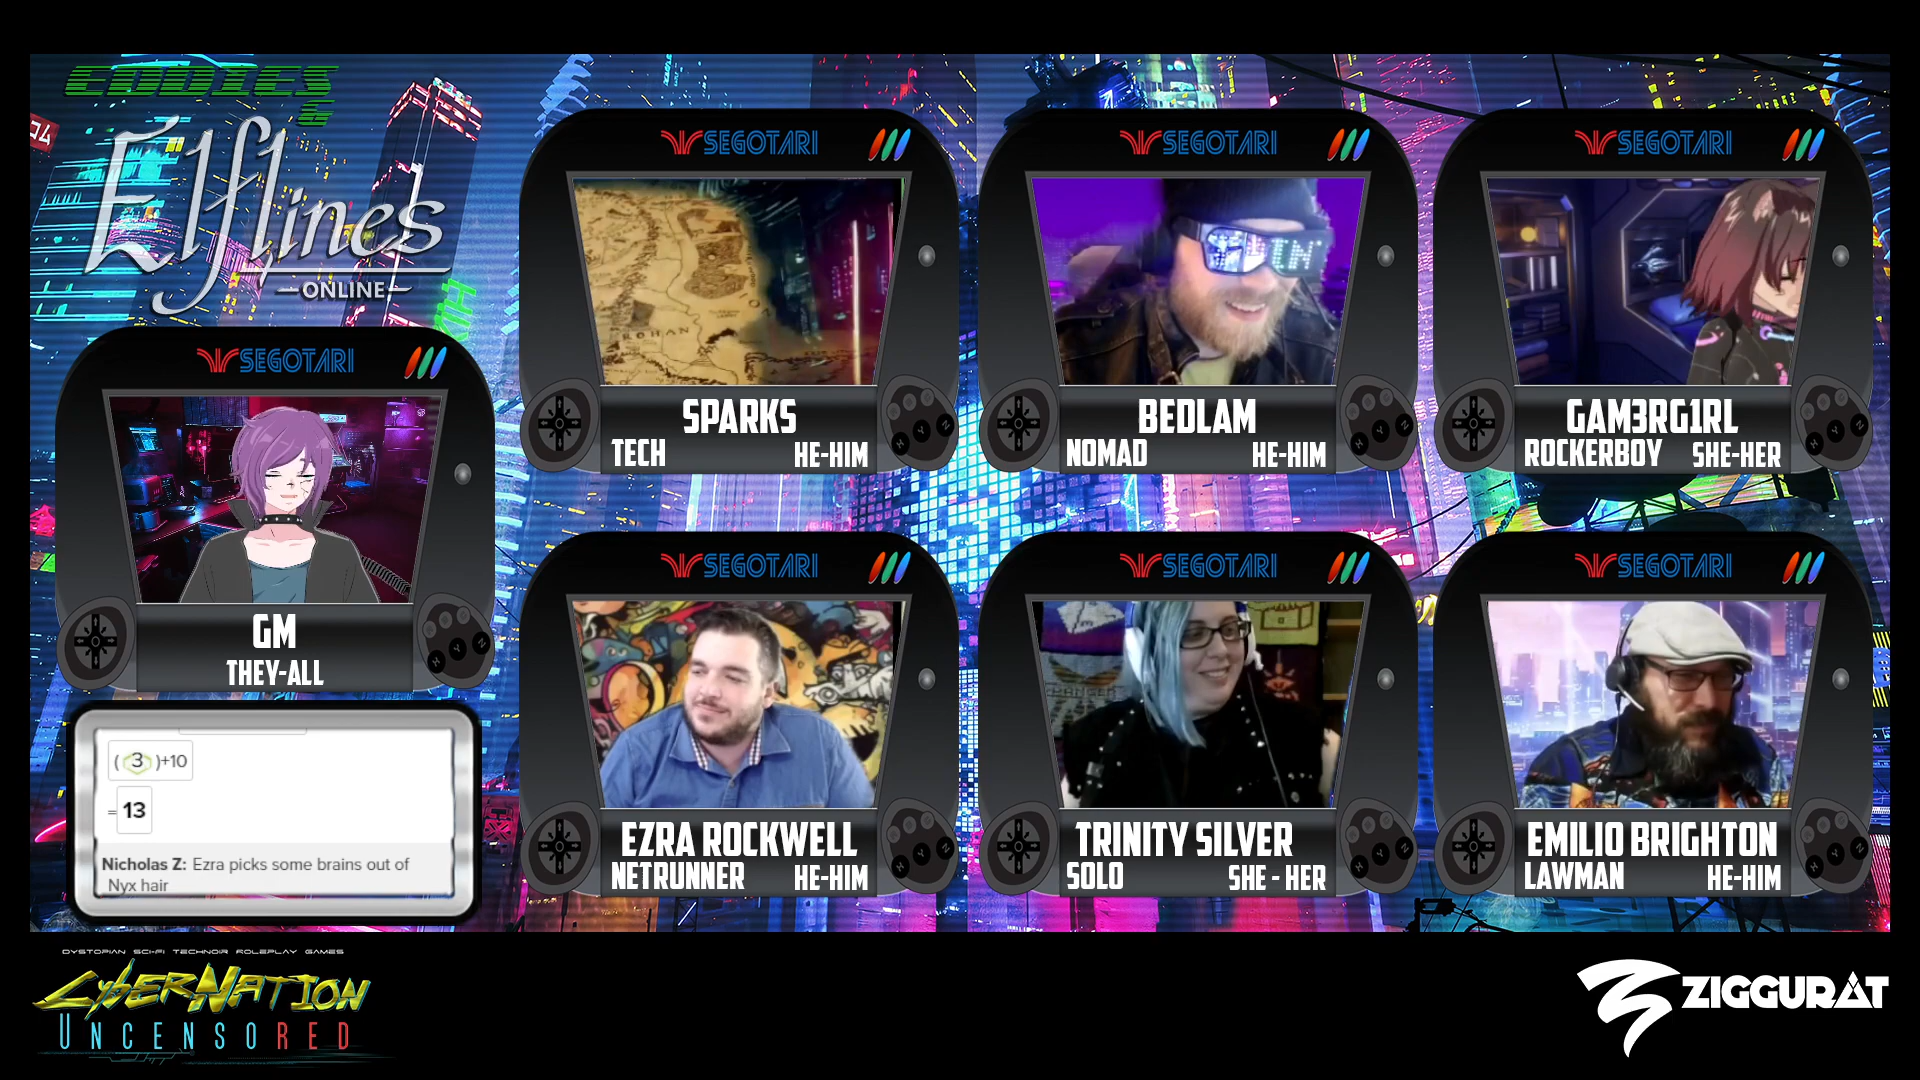 EDDIES
&
Elflines
ONLINE
SEGOTARI
GM
THEY-ALL
(3)+10
=13
Nicholas Z: Ezra picks some brains out of
Nyx hair
SEGOTARI
ROHAN
SPARKS
TECH HE-HIM
SEGOTARI
IN
BEDLAM
NOMAD HE-HIM
SEGOTARI
GAM3RG1RL
ROCKERBOY SHE-HER
SEGOTARI
EZRA ROCKWELL
NETRUNNER HE-HIM
SEGOTARI
TRINITY SILVER
SOLO SHE - HER
SEGOTARI
EMILIO BRIGHTON
LAWMAN HE-HIM
DYSTOPIAN SCI-FI TECHNOIR ROLEPLAY GAMES
CYBERNATION
UNCENSORED
ZIGGURAT